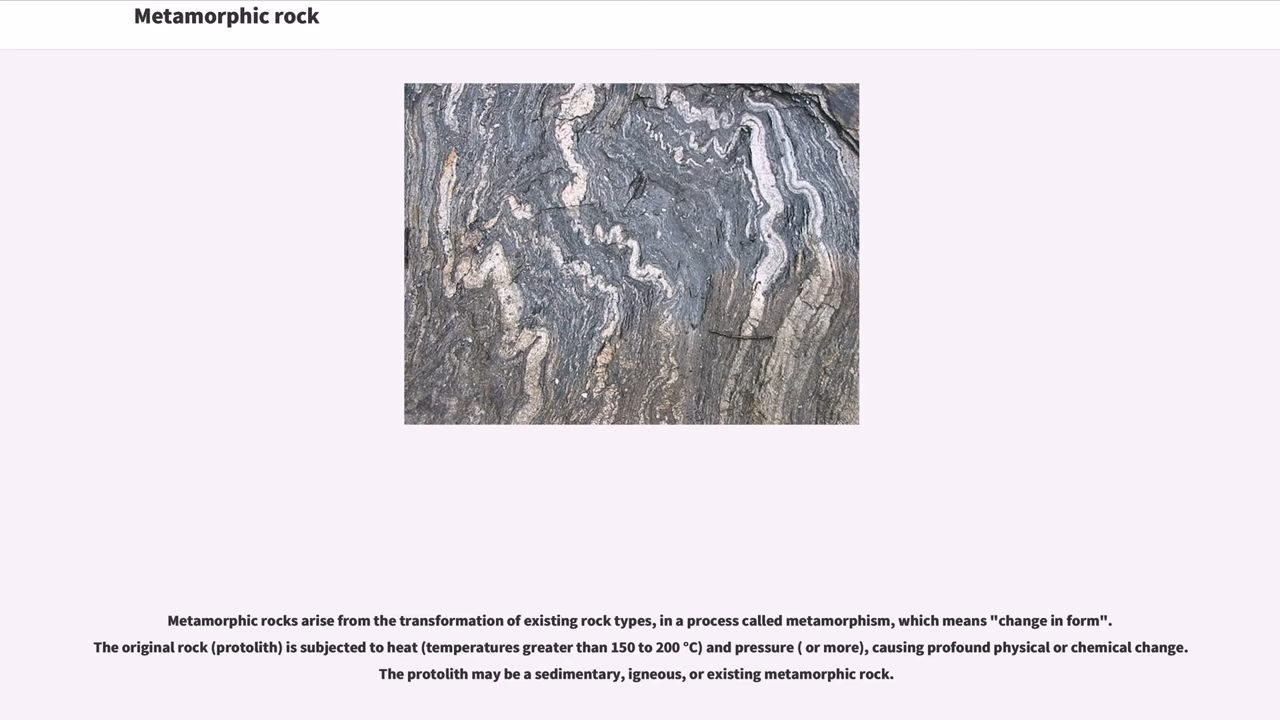 Metamorphic rock
Metamorphic rocks arise from the transformation of existing rock types, in a process called metamorphism, which means "change in form".
The original rock (protolith) is subjected to heat (temperatures greater than 150 to 200 °C) and pressure ( or more), causing profound physical or chemical change.
The protolith may be a sedimentary, igneous, or existing metamorphic rock.